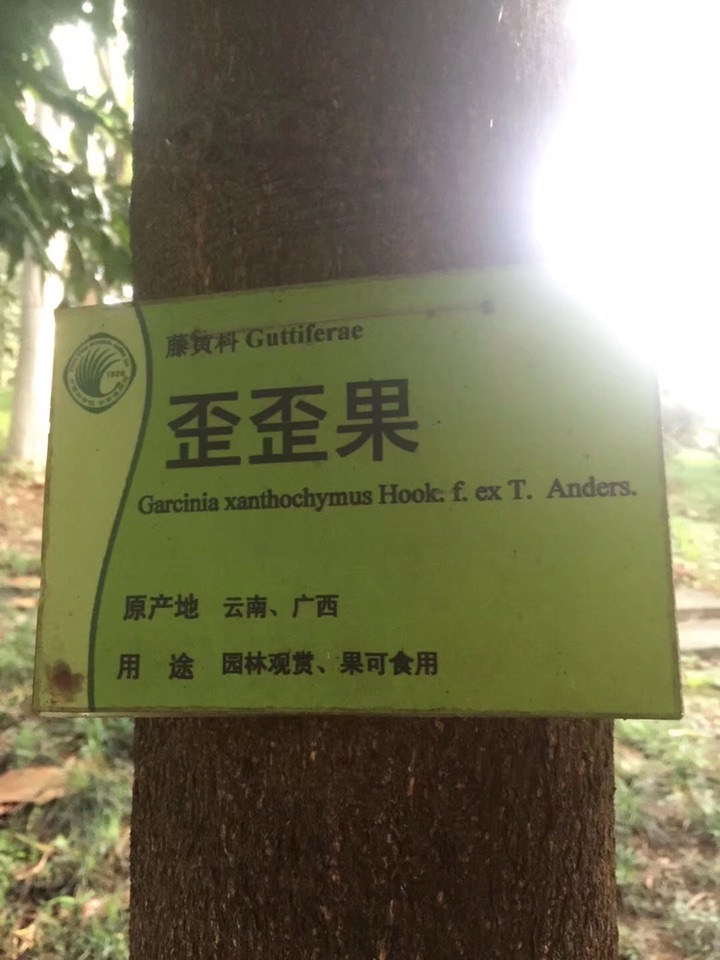 藤黄科 Guttiferae
歪歪果
Garcinia xanthochymus Hook. f. ex T. Anders.
原产地 云南、广西
用 途 园林观赏、果可食用
1929